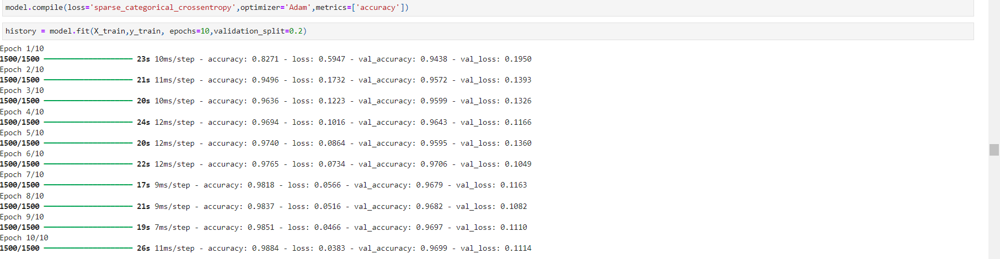 model.compile(loss='sparse_categorical_crossentropy',optimizer='Adam',metrics=['accuracy'])
history = model.fit(X_train,y_train, epochs=10,validation_split=0.2)
Epoch 1/10
1500/1500 ━━━━━━━━━━━━━━━━━━━━ 23s 10ms/step - accuracy: 0.8271 - loss: 0.5947 - val_accuracy: 0.9438 - val_loss: 0.1950
Epoch 2/10
1500/1500 ━━━━━━━━━━━━━━━━━━━━ 21s 11ms/step - accuracy: 0.9496 - loss: 0.1732 - val_accuracy: 0.9572 - val_loss: 0.1393
Epoch 3/10
1500/1500 ━━━━━━━━━━━━━━━━━━━━ 20s 10ms/step - accuracy: 0.9636 - loss: 0.1223 - val_accuracy: 0.9599 - val_loss: 0.1326
Epoch 4/10
1500/1500 ━━━━━━━━━━━━━━━━━━━━ 24s 12ms/step - accuracy: 0.9694 - loss: 0.1016 - val_accuracy: 0.9643 - val_loss: 0.1166
Epoch 5/10
1500/1500 ━━━━━━━━━━━━━━━━━━━━ 20s 12ms/step - accuracy: 0.9740 - loss: 0.0864 - val_accuracy: 0.9595 - val_loss: 0.1360
Epoch 6/10
1500/1500 ━━━━━━━━━━━━━━━━━━━━ 22s 12ms/step - accuracy: 0.9765 - loss: 0.0734 - val_accuracy: 0.9706 - val_loss: 0.1049
Epoch 7/10
1500/1500 ━━━━━━━━━━━━━━━━━━━━ 17s 9ms/step - accuracy: 0.9818 - loss: 0.0566 - val_accuracy: 0.9679 - val_loss: 0.1163
Epoch 8/10
1500/1500 ━━━━━━━━━━━━━━━━━━━━ 21s 9ms/step - accuracy: 0.9837 - loss: 0.0516 - val_accuracy: 0.9682 - val_loss: 0.1082
Epoch 9/10
1500/1500 ━━━━━━━━━━━━━━━━━━━━ 19s 7ms/step - accuracy: 0.9851 - loss: 0.0466 - val_accuracy: 0.9697 - val_loss: 0.1110
Epoch 10/10
1500/1500 ━━━━━━━━━━━━━━━━━━━━ 26s 11ms/step - accuracy: 0.9884 - loss: 0.0383 - val_accuracy: 0.9699 - val_loss: 0.1114